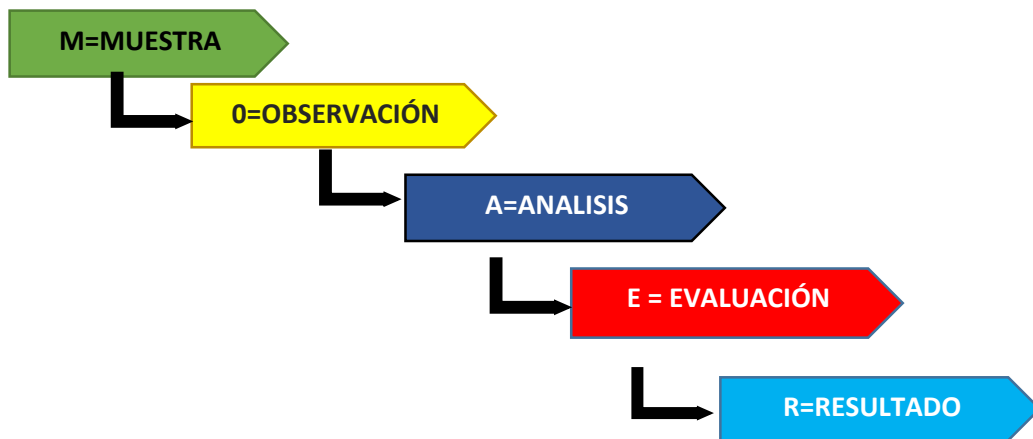 M=MUESTRA
0=OBSERVACIÓN
A=ANALISIS
E = EVALUACIÓN
R=RESULTADO